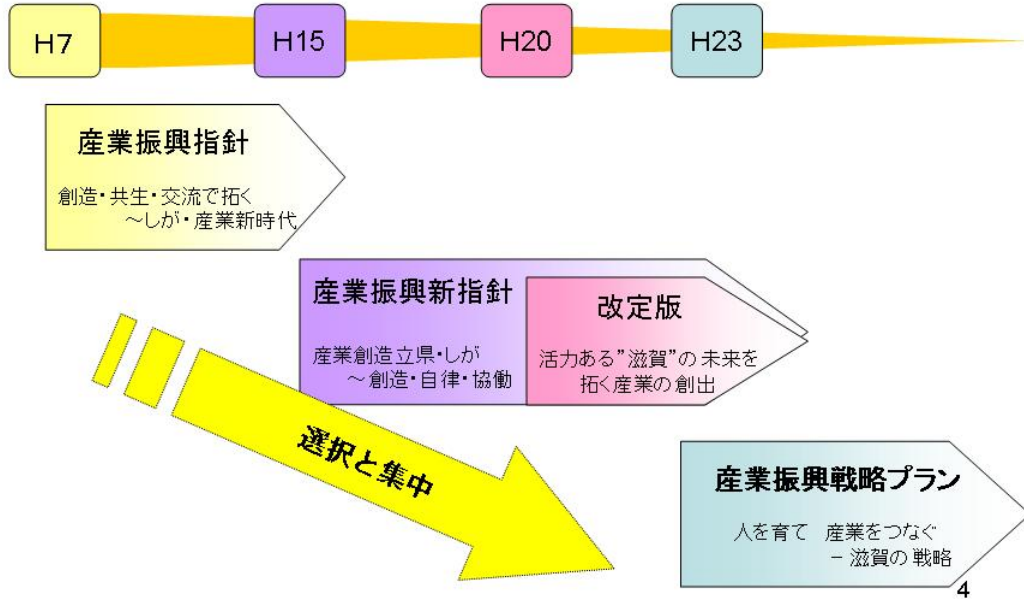 H7
H15
H20
H23
産業振興指針
創造・共生・交流で拓く
～しが・産業新時代
産業振興新指針
産業創造立県・しが
～創造・自律・協働
改定版
活力ある”滋賀”の未来を
拓く産業の創出
選択と集中
産業振興戦略プラン
人を育て 産業をつなぐ
－滋賀の戦略
4